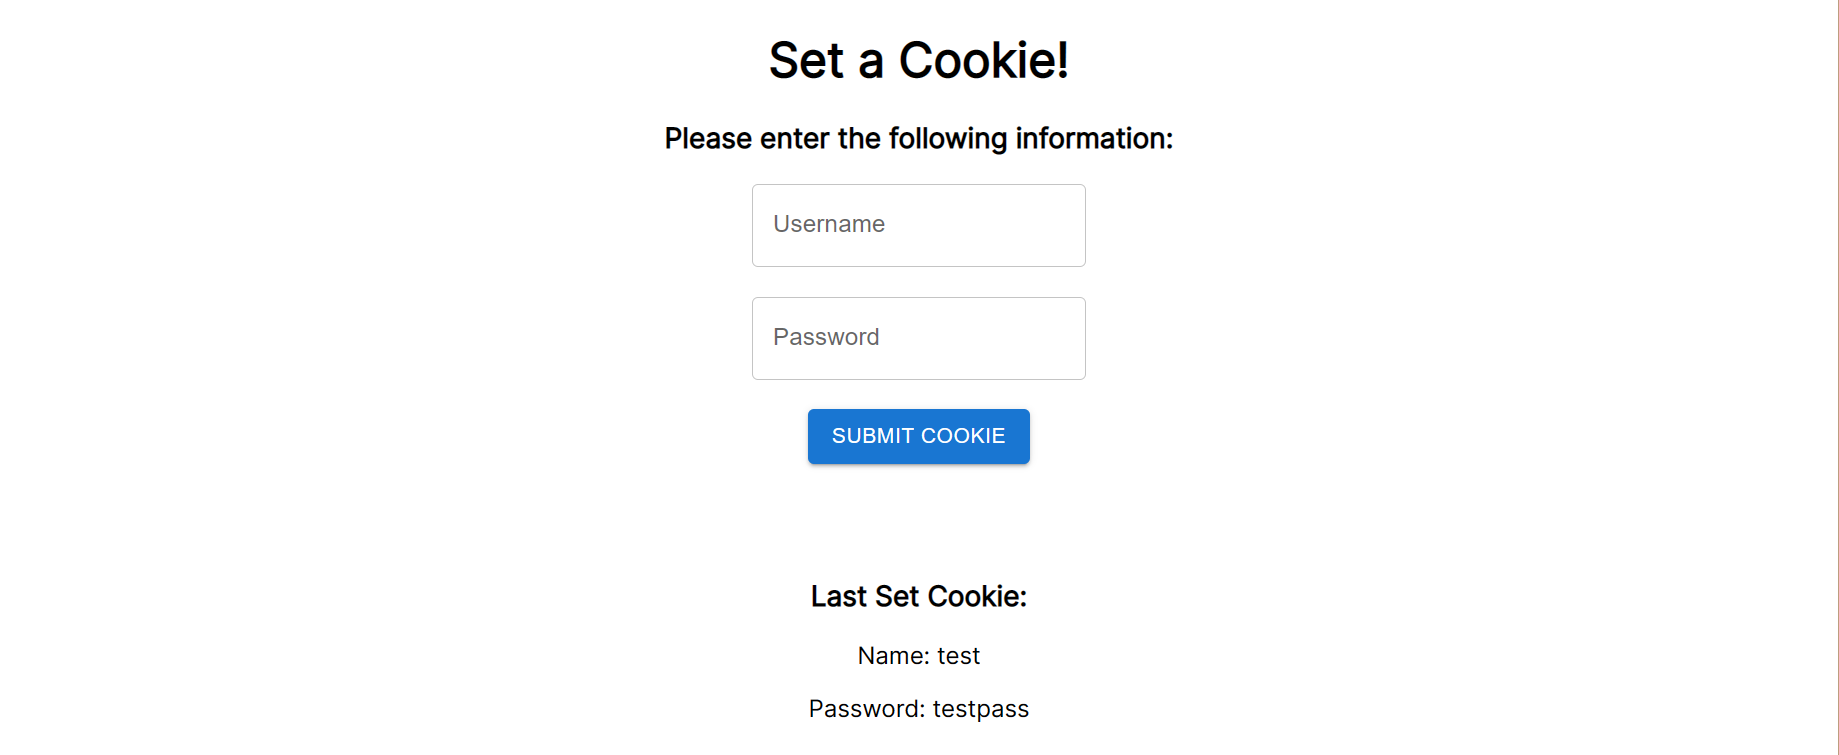 Set a Cookie!
Please enter the following information:
Username
Password
SUBMIT COOKIE
Last Set Cookie:
Name: test
Password: testpass